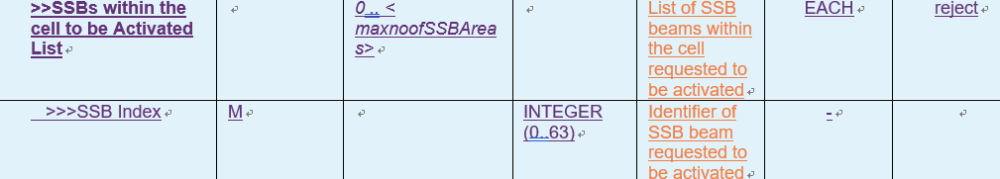 >>SSBs within the cell to be Activated List
0.. < maxnoofSSBAreas>
List of SSB beams within the cell requested to be activated
EACH
reject
>>>SSB Index
M
INTEGER (0..63)
Identifier of SSB beam requested to be activated
-